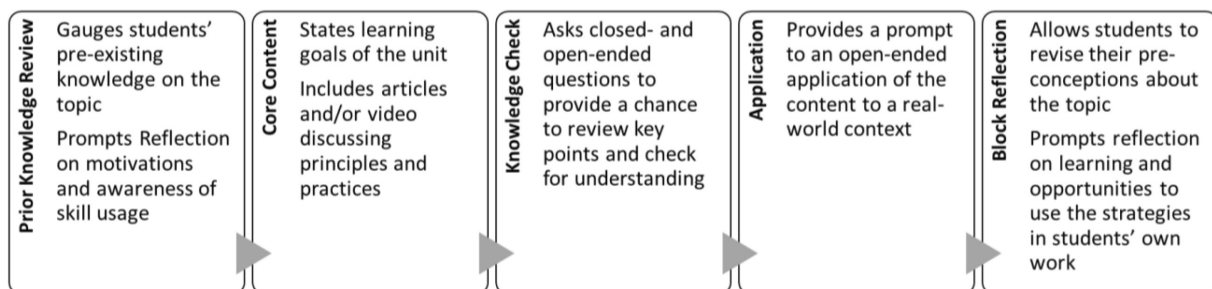 Prior Knowledge Review
Gauges students'
pre-existing
knowledge on the
topic
Prompts Reflection
on motivations
and awareness of
skill usage
Core Content
States learning
goals of the unit
Includes articles
and/or video
discussing
principles and
practices
Knowledge Check
Asks closed- and
open-ended
questions to
provide a chance
to review key
points and check
for understanding
Application
Provides a prompt
to an open-ended
application of the
content to a real-
world context
Block Reflection
Allows students to
revise their pre-
conceptions about
the topic
Prompts reflection
on learning and
opportunities to
use the strategies
in students' own
work